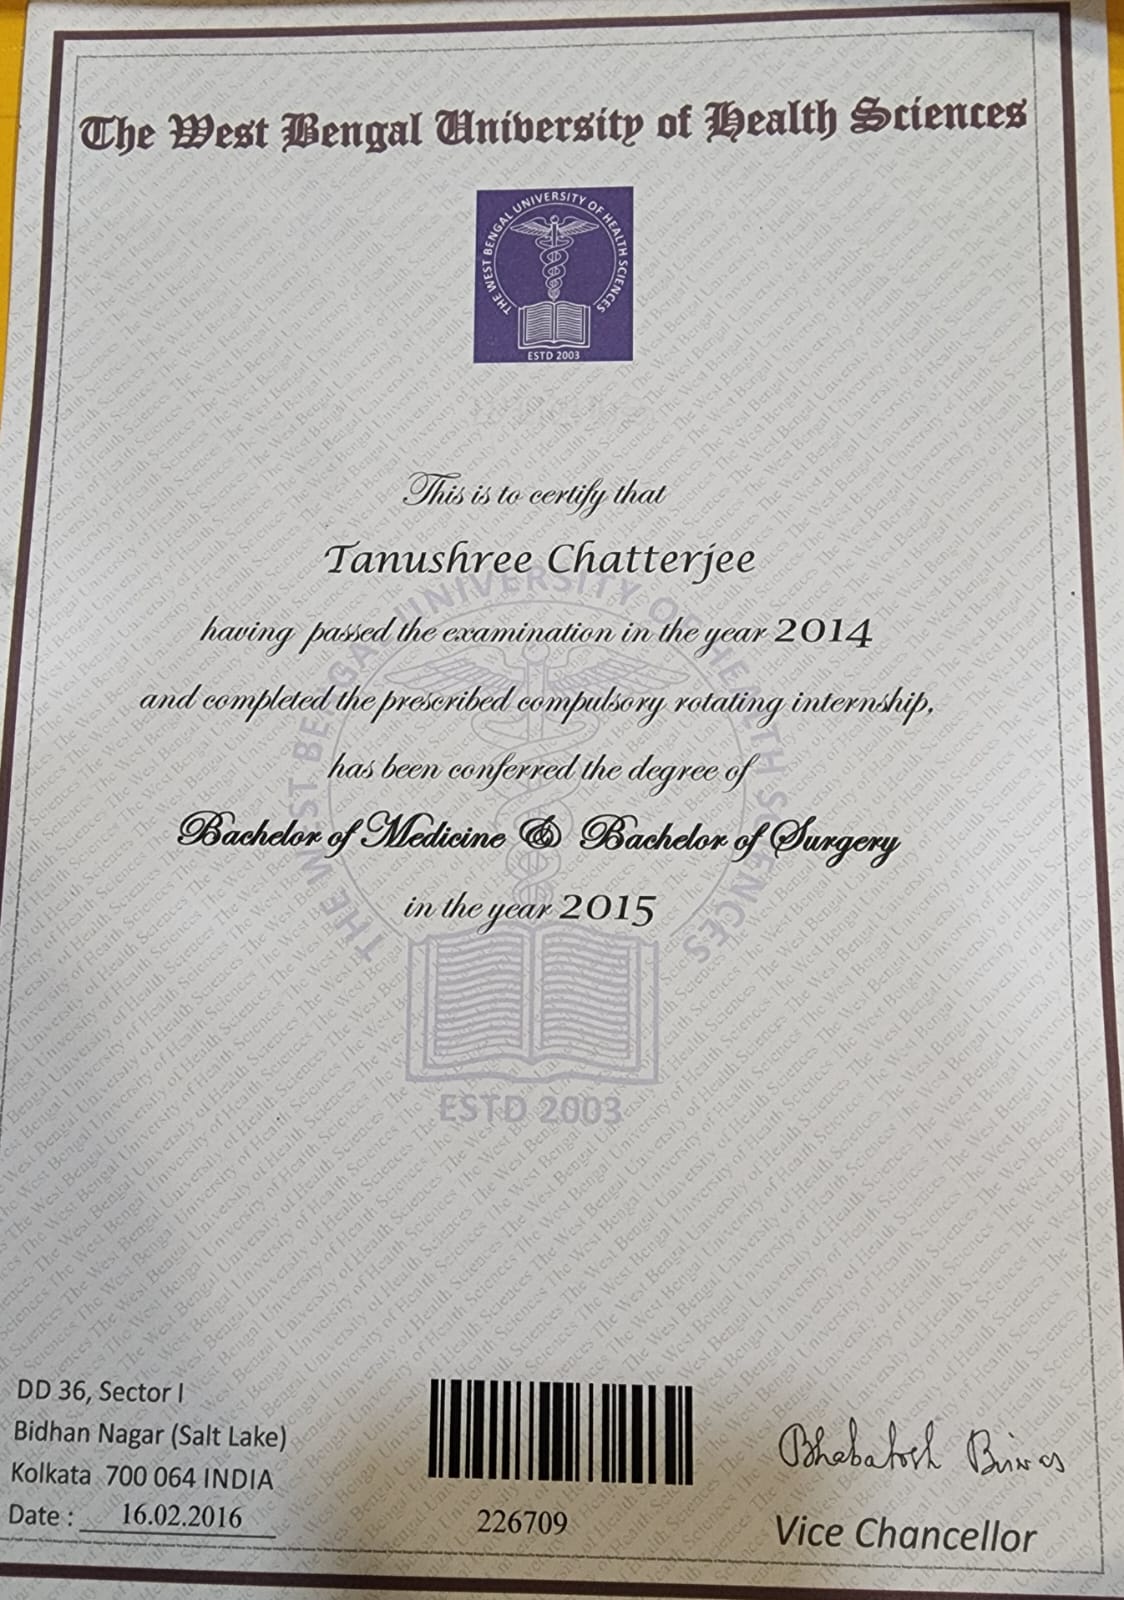 The West Bengal University of Health Sciences
THE WEST BENGAL UNIVERSITY OF HEALTH SCIENCES
ESTD 2003
This is to certify that
Tanushree Chatterjee
having passed the examination in the year 2014
and completed the prescribed compulsory rotating internship,
has been conferred the degree of
Bachelor of Medicine & Bachelor of Surgery
in the year 2015
THE WEST BENGAL UNIVERSITY OF HEALTH SCIENCES
ESTD 2003
DD 36, Sector I
Bidhan Nagar (Salt Lake)
Kolkata 700 064 INDIA
Date : 16.02.2016
226709
Bhabatosh Biswas
Vice Chancellor